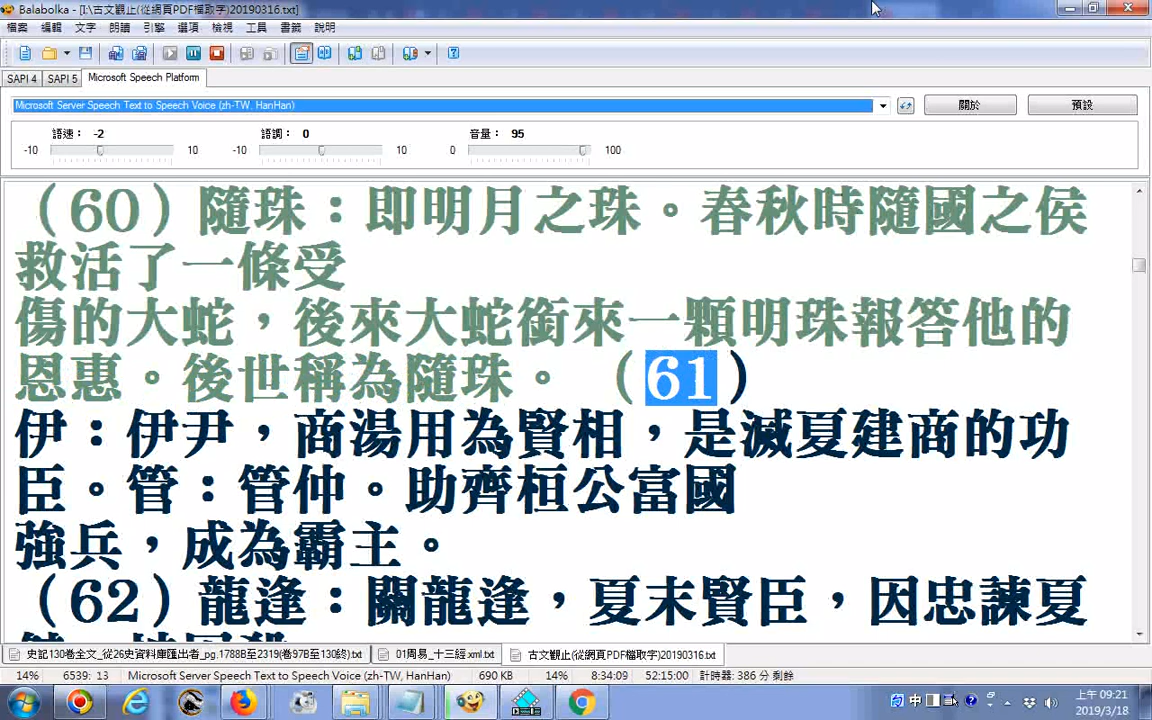 Balabolka - [I:\古文觀止(從網頁PDF檔取字)20190316.txt]
檔案 編輯 文字 朗讀 引擎 選項 檢視 工具 書籤 說明
SAPI 4 SAPI 5 Microsoft Speech Platform
Microsoft Server Speech Text to Speech Voice (zh-TW, HanHan)
關於 預設
語速： -2 語調： 0 音量： 95
-10 10 -10 10 0 100
（60）隨珠：即明月之珠。春秋時隨國之侯
救活了一條受
傷的大蛇，後來大蛇銜來一顆明珠報答他的
恩惠。後世稱為隨珠。 （61）
伊：伊尹，商湯用為賢相，是滅夏建商的功
臣。管：管仲。助齊桓公富國
強兵，成為霸主。
（62）龍逢：關龍逢，夏末賢臣，因忠諫夏
史記130卷全文_從26史資料庫匯出者_pg.1788B至2319(卷97B至130終).txt 01周易_十三經.xml.txt 古文觀止(從網頁PDF檔取字)20190316.txt
14% 6539: 13 Microsoft Server Speech Text to Speech Voice (zh-TW, HanHan) 690 KB 14% 8:34:09 52:15:00 計時器: 386 分 剩餘
中
上午 09:21
2019/3/18